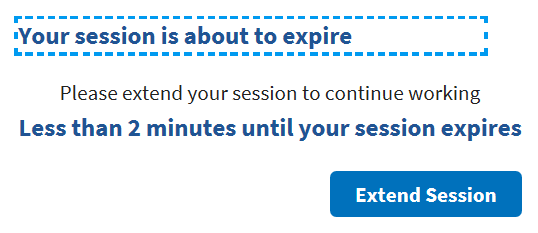 Your session is about to expire
Please extend your session to continue working
Less than 2 minutes until your session expires
Extend Session